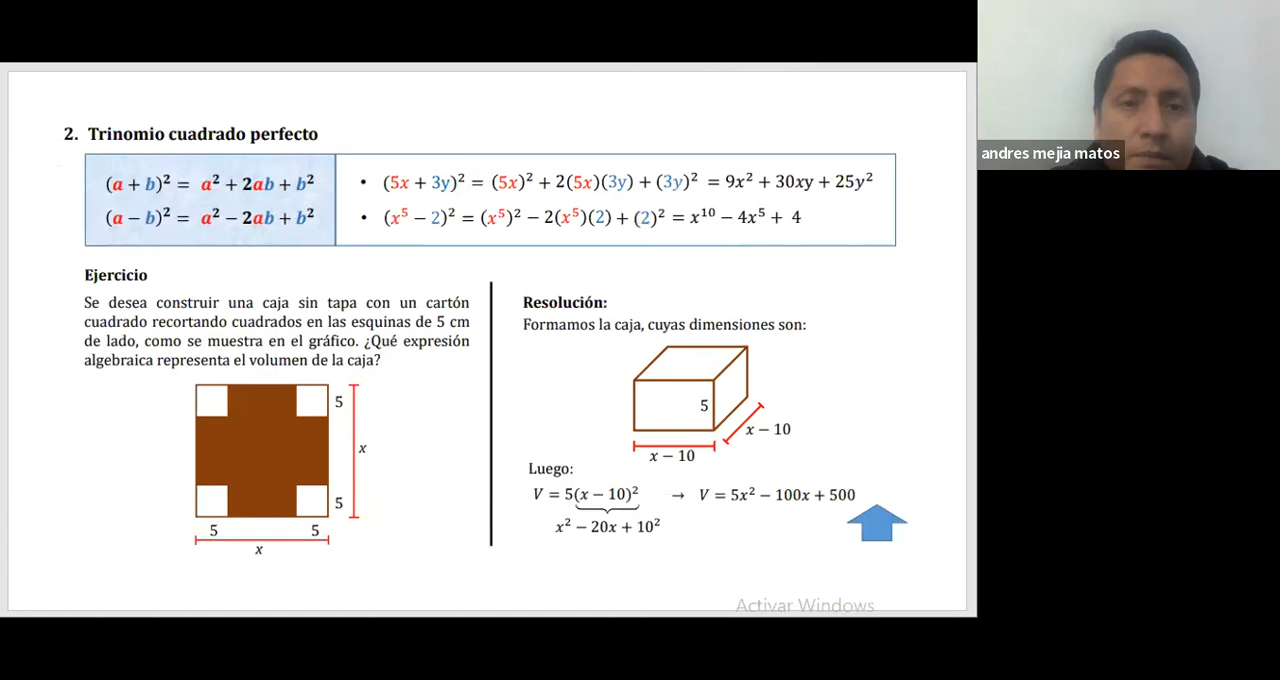 2. Trinomio cuadrado perfecto
(a + b)² = a² + 2ab + b²
(a − b)² = a² − 2ab + b²
• (5x + 3y)² = (5x)² + 2(5x)(3y) + (3y)² = 9x² + 30xy + 25y²
• (x⁵ − 2)² = (x⁵)² − 2(x⁵)(2) + (2)² = x¹⁰ − 4x⁵ + 4
Ejercicio
Se desea construir una caja sin tapa con un cartón
cuadrado recortando cuadrados en las esquinas de 5 cm
de lado, como se muestra en el gráfico. ¿Qué expresión
algebraica representa el volumen de la caja?
5
x
5
5 5
x
Resolución:
Formamos la caja, cuyas dimensiones son:
5
x − 10
x − 10
Luego:
V = 5(x − 10)² → V = 5x² − 100x + 500
x² − 20x + 10²
Activar Windows
andres mejia matos